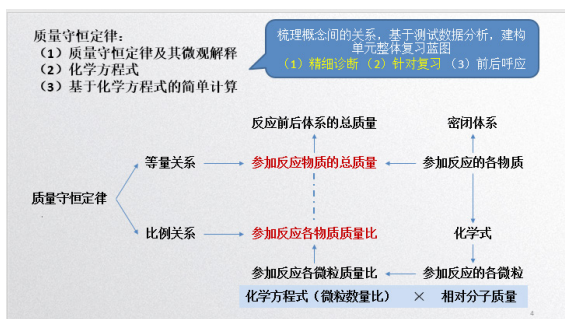 质量守恒定律：
（1）质量守恒定律及其微观解释
（2）化学方程式
（3）基于化学方程式的简单计算
梳理概念间的关系，基于测试数据分析，建构
单元整体复习蓝图
（1）精细诊断（2）针对复习（3）前后呼应
反应前后体系的总质量
密闭体系
等量关系
参加反应物质的总质量
参加反应的各物质
质量守恒定律
比例关系
参加反应各物质质量比
化学式
参加反应各微粒质量比
参加反应的各微粒
化学方程式（微粒数量比） × 相对分子质量